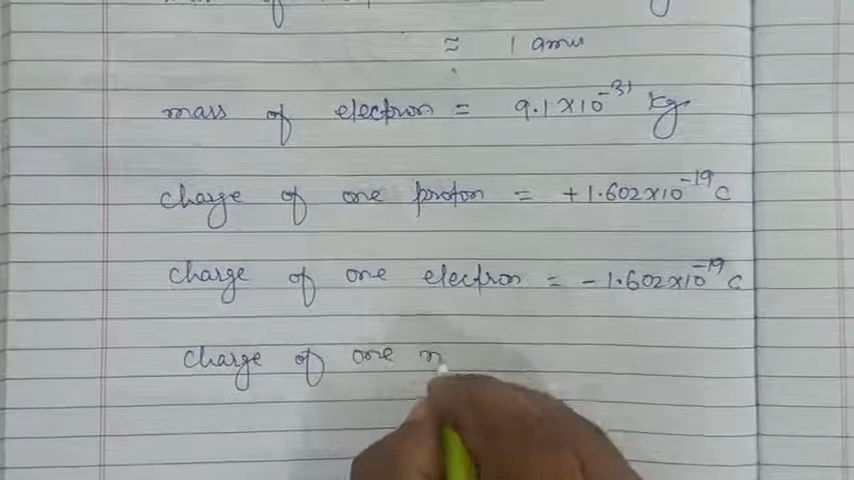 ≈ 1 amu
mass of electron = 9.1×10⁻³¹ kg
charge of one proton = +1.602×10⁻¹⁹ C
charge of one electron = -1.602×10⁻¹⁹ C
charge of one n